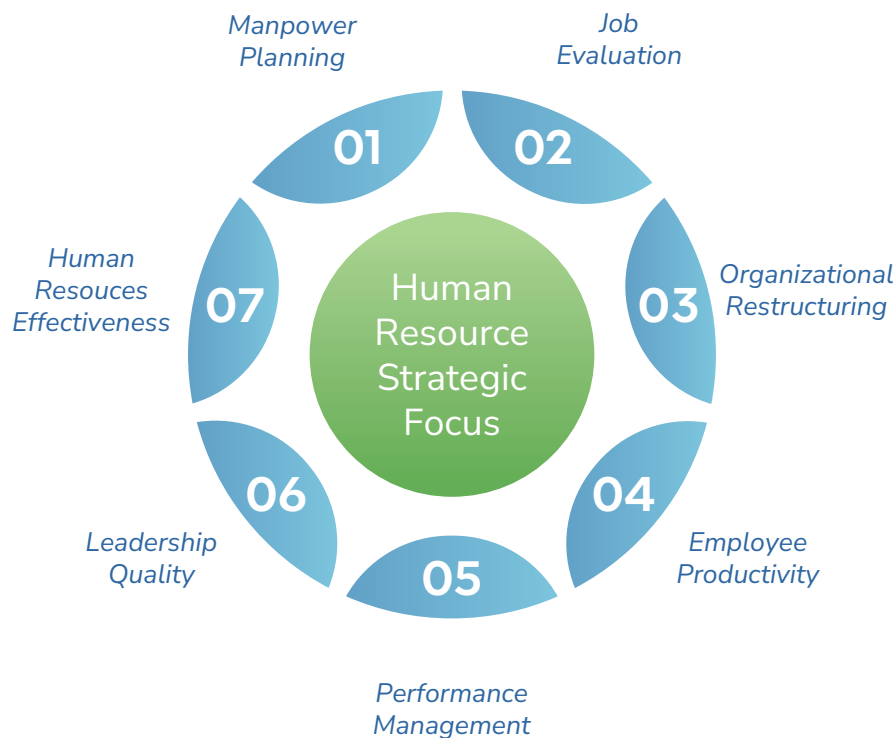 Manpower
Planning
01
Job
Evaluation
02
Organizational
Restructuring
03
Employee
Productivity
04
Performance
Management
05
Leadership
Quality
06
Human
Resouces
Effectiveness
07
Human
Resource
Strategic
Focus